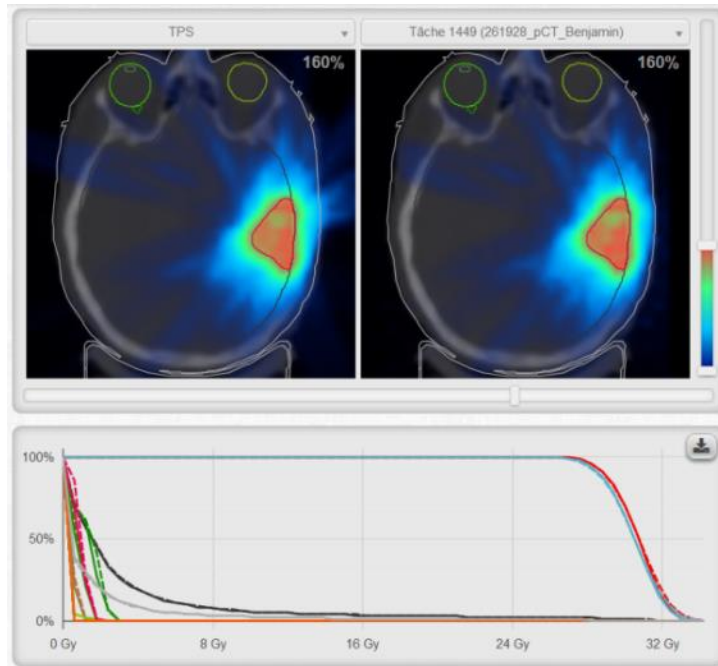 TPS
Tâche 1449 (261928_pCT_Benjamin)
160%
160%
100%
50%
0%
0 Gy
8 Gy
16 Gy
24 Gy
32 Gy